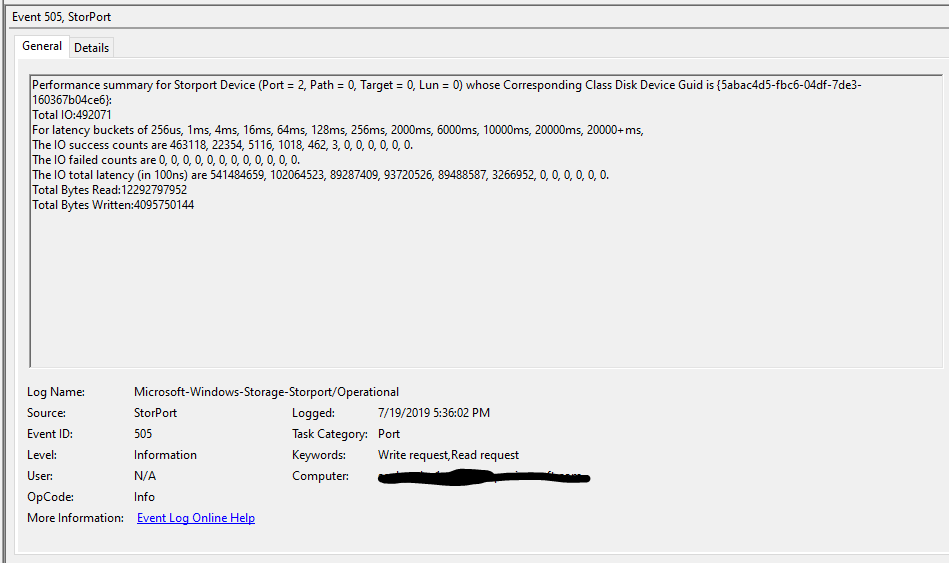 Event 505, StorPort
General Details
Performance summary for Storport Device (Port = 2, Path = 0, Target = 0, Lun = 0) whose Corresponding Class Disk Device Guid is {5abac4d5-fbc6-04df-7de3-
160367b04ce6}:
Total IO:492071
For latency buckets of 256us, 1ms, 4ms, 16ms, 64ms, 128ms, 256ms, 2000ms, 6000ms, 10000ms, 20000ms, 20000+ms,
The IO success counts are 463118, 22354, 5116, 1018, 462, 3, 0, 0, 0, 0, 0, 0.
The IO failed counts are 0, 0, 0, 0, 0, 0, 0, 0, 0, 0, 0, 0.
The IO total latency (in 100ns) are 541484659, 102064523, 89287409, 93720526, 89488587, 3266952, 0, 0, 0, 0, 0, 0.
Total Bytes Read:12292797952
Total Bytes Written:4095750144
Log Name: Microsoft-Windows-Storage-Storport/Operational
Source: StorPort Logged: 7/19/2019 5:36:02 PM
Event ID: 505 Task Category: Port
Level: Information Keywords: Write request,Read request
User: N/A Computer:
OpCode: Info
More Information: Event Log Online Help